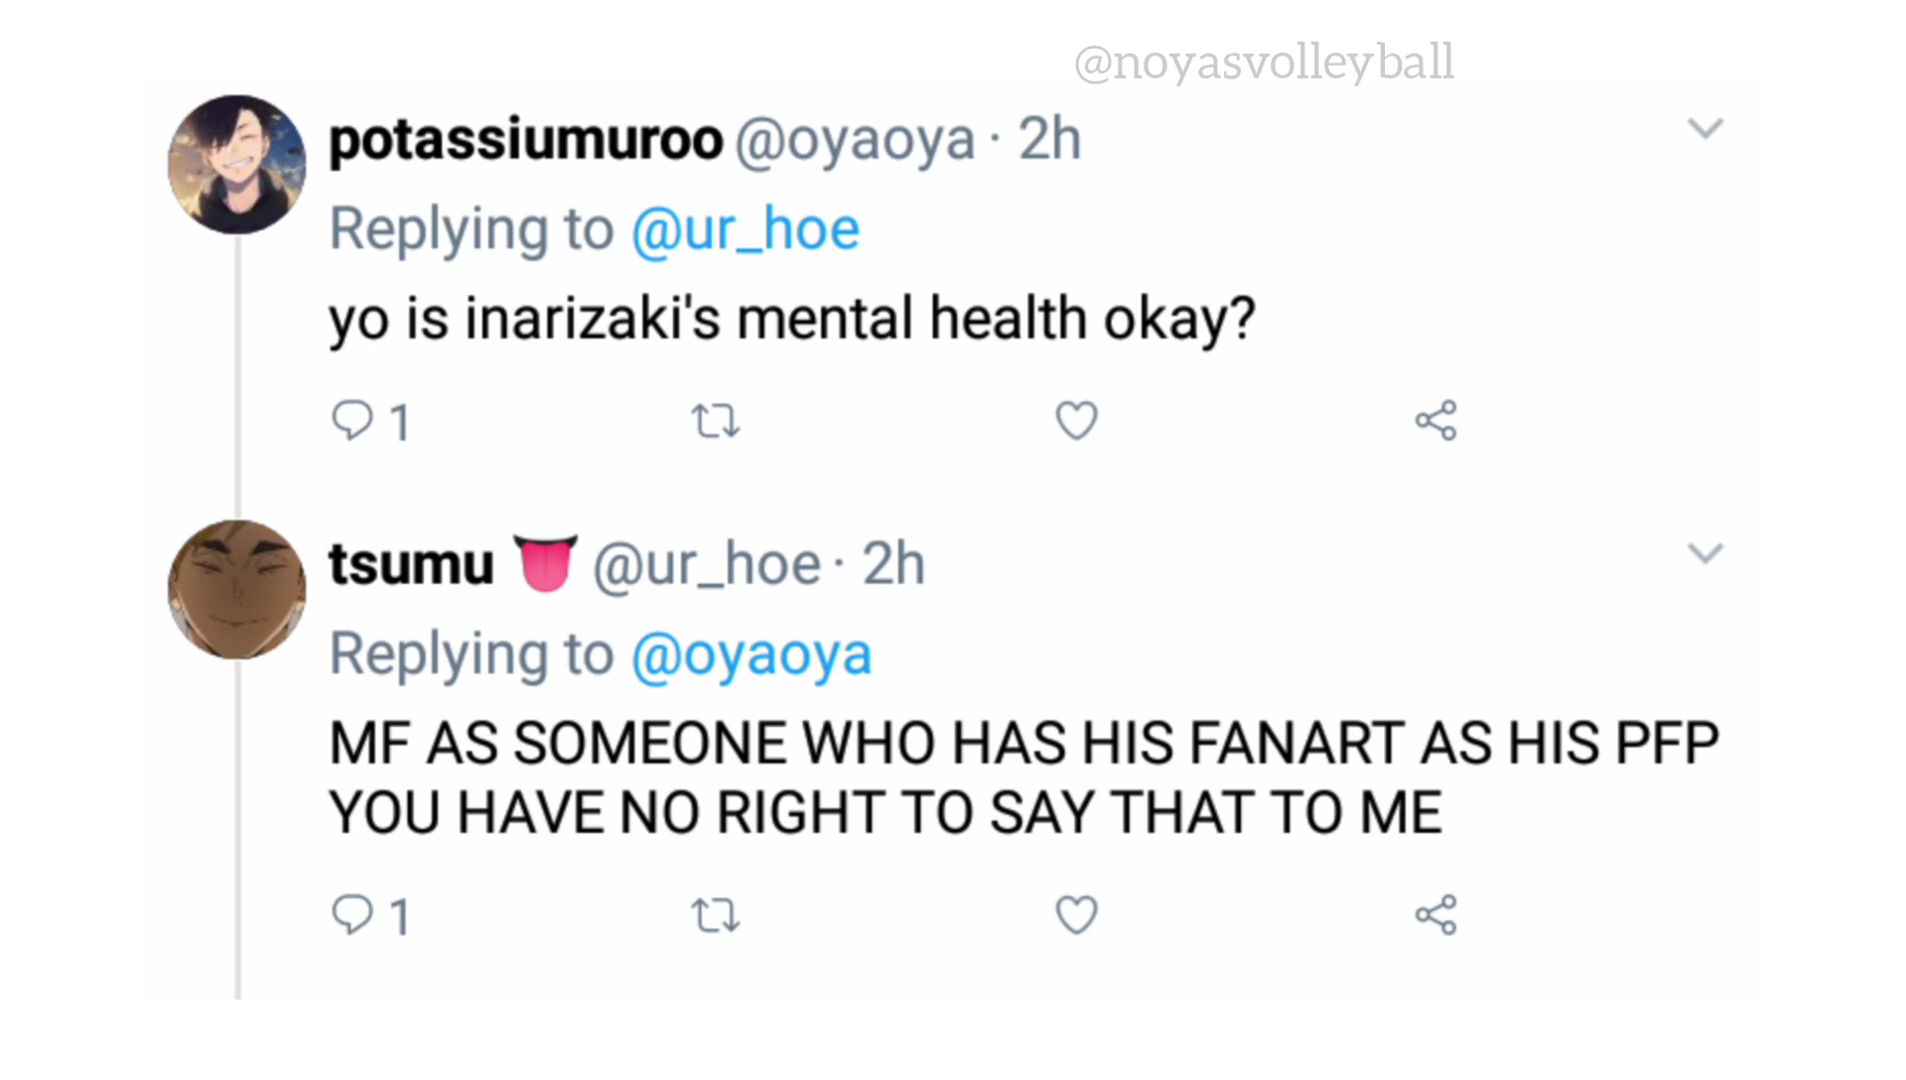 @noyasvolleyball
potassiumuroo @oyaoya · 2h
Replying to @ur_hoe
yo is inarizaki's mental health okay?
1
tsumu 👅 @ur_hoe · 2h
Replying to @oyaoya
MF AS SOMEONE WHO HAS HIS FANART AS HIS PFP
YOU HAVE NO RIGHT TO SAY THAT TO ME
1